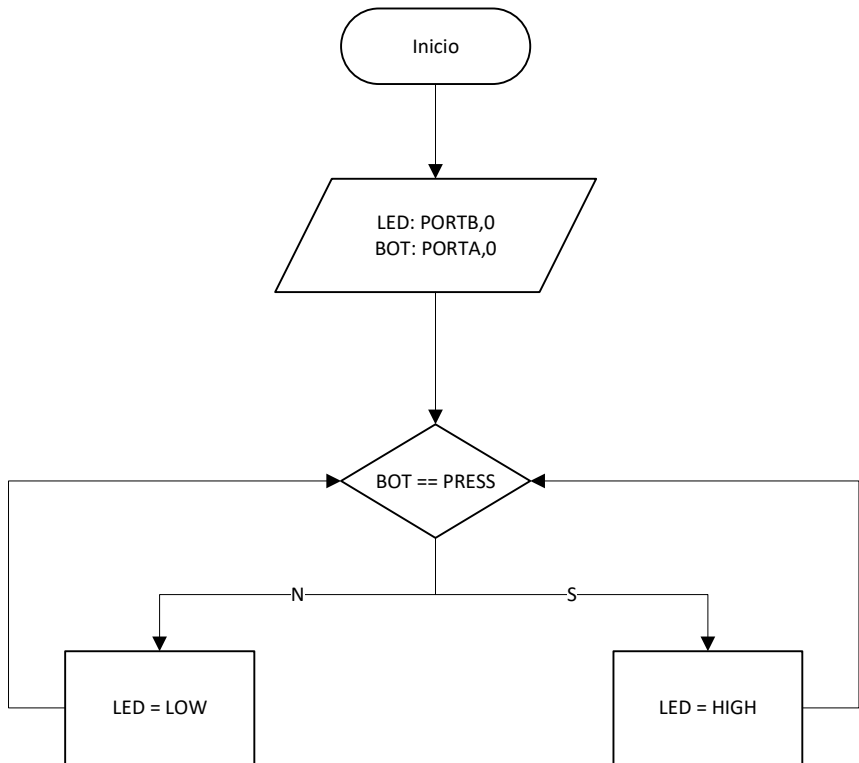 Inicio
LED: PORTB,0
BOT: PORTA,0
BOT == PRESS
N
S
LED = LOW
LED = HIGH